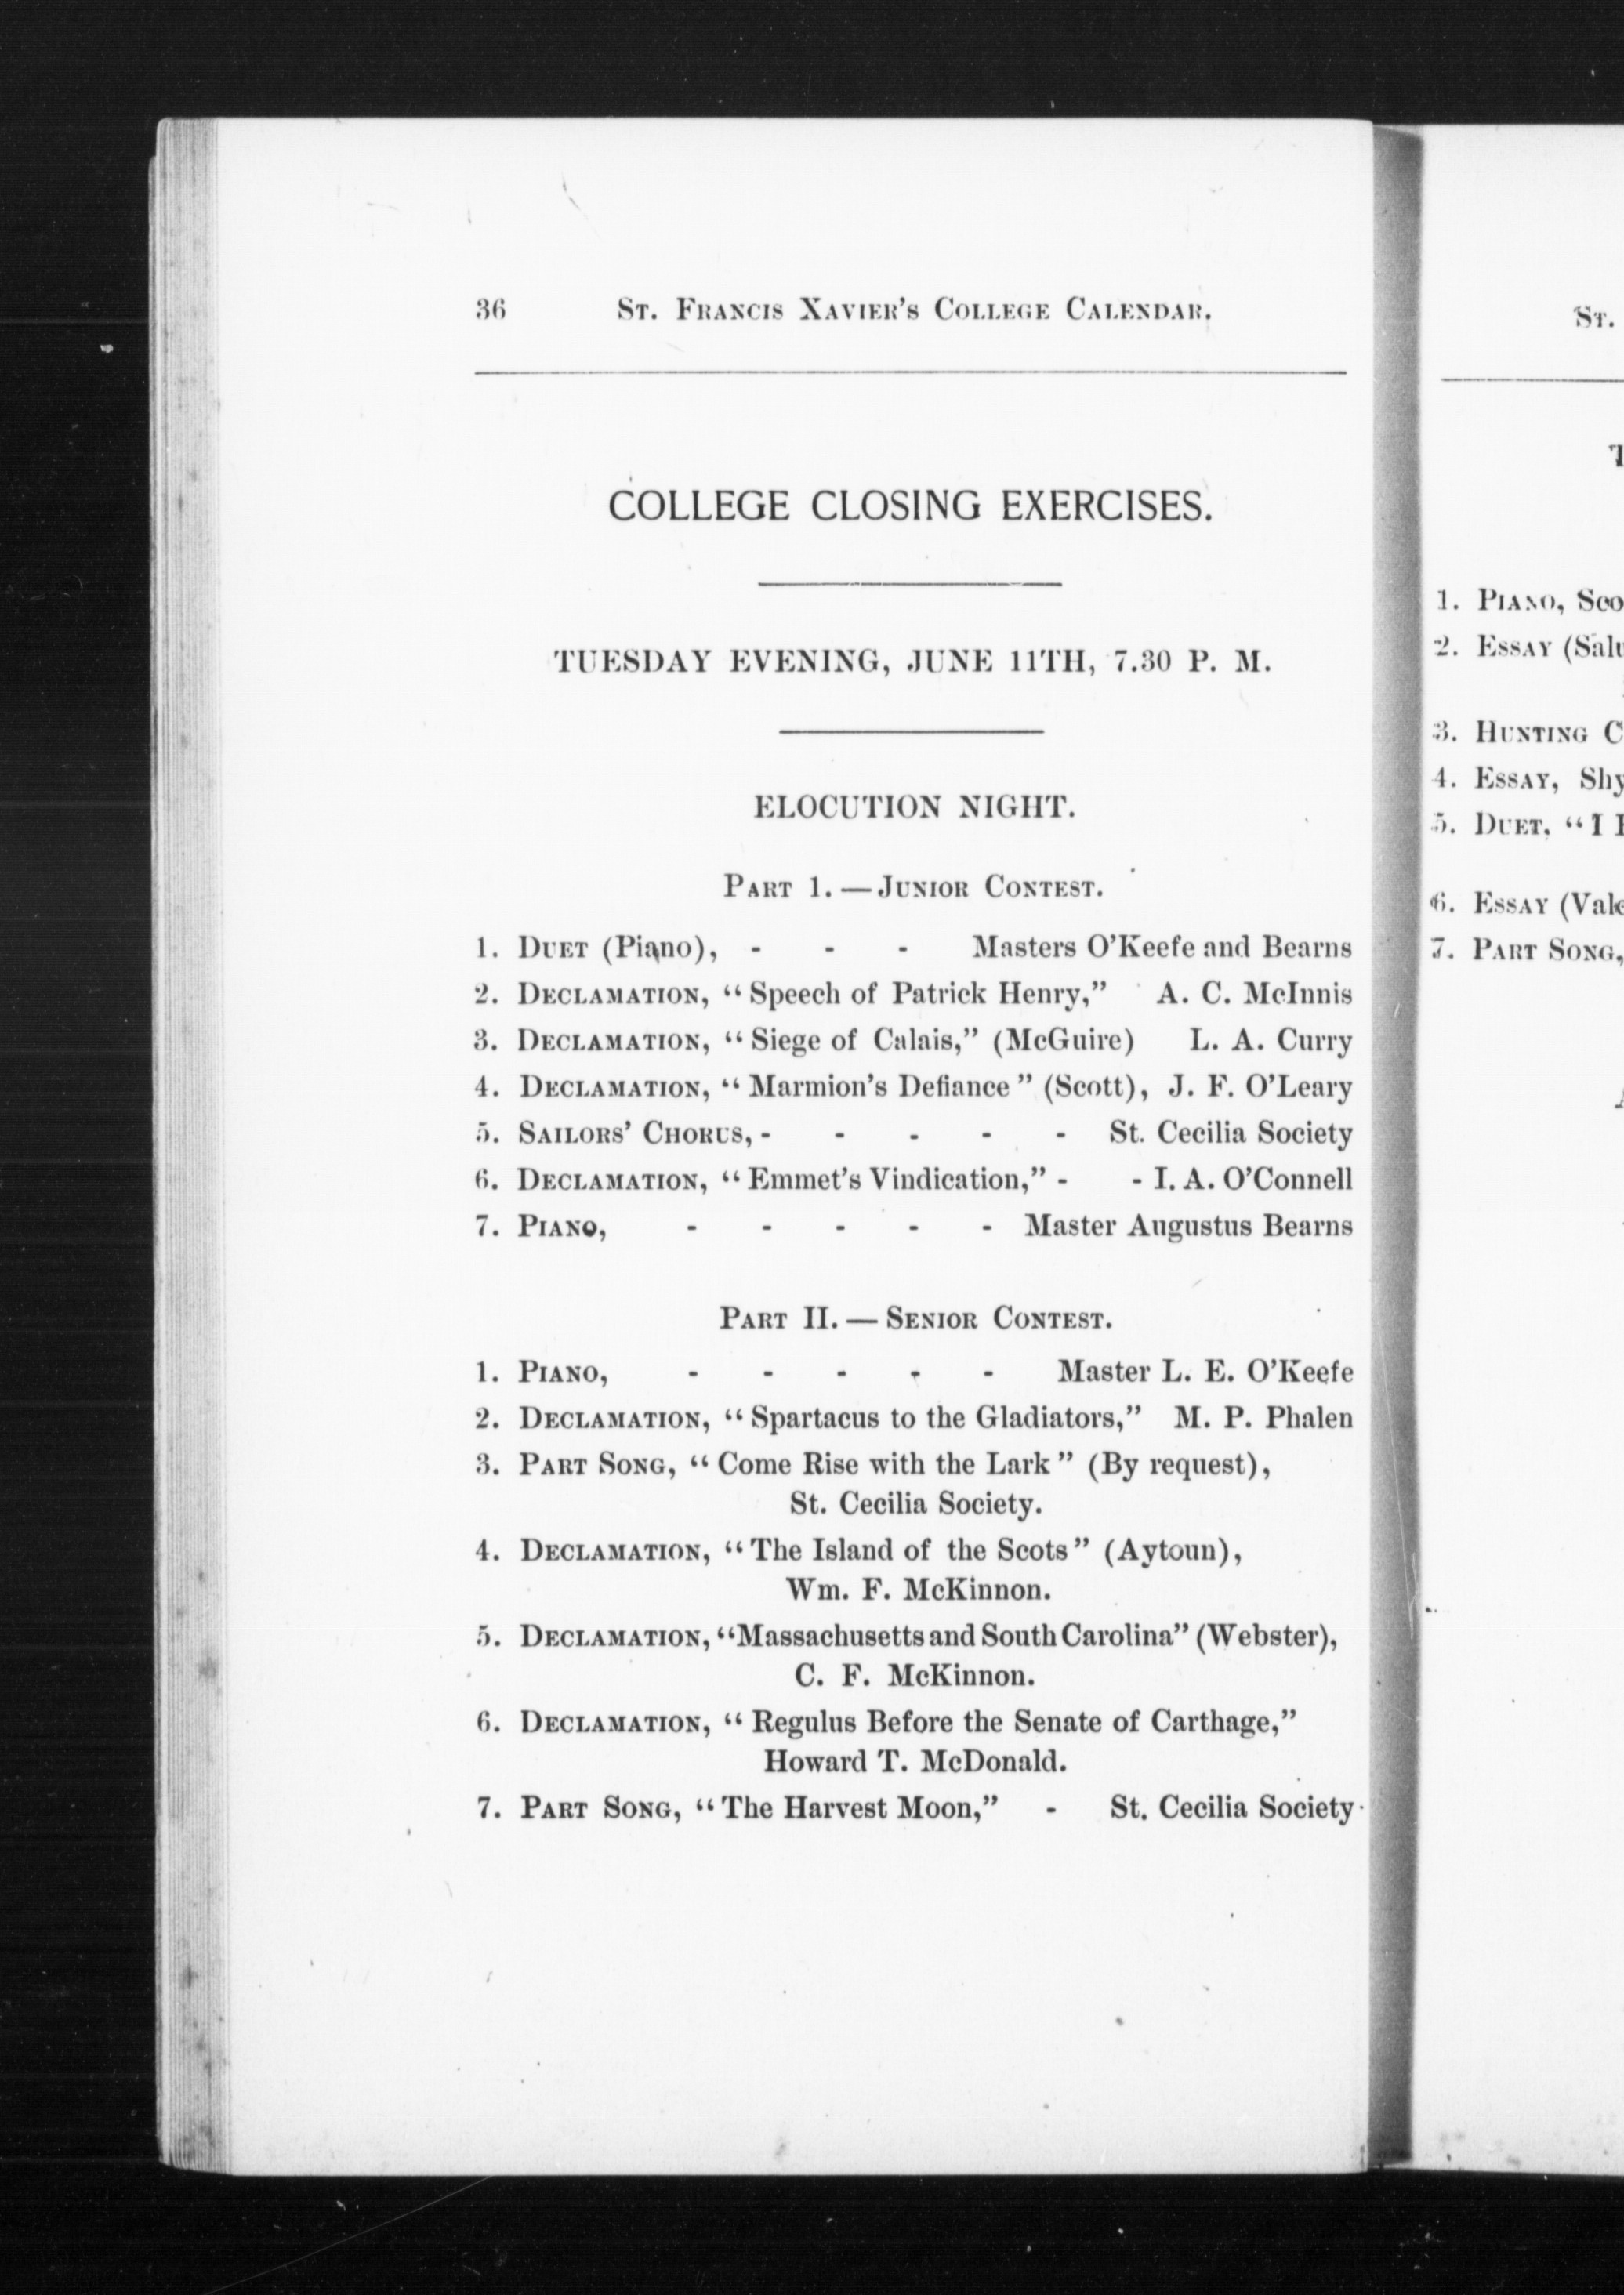 36 St. Francis Xavier's College Calendar.
COLLEGE CLOSING EXERCISES.
TUESDAY EVENING, JUNE 11TH, 7.30 P. M.
ELOCUTION NIGHT.
Part 1. — Junior Contest.
1. Duet (Piano), - - - Masters O'Keefe and Bearns
2. Declamation, "Speech of Patrick Henry," A. C. McInnis
3. Declamation, "Siege of Calais," (McGuire) L. A. Curry
4. Declamation, "Marmion's Defiance" (Scott), J. F. O'Leary
5. Sailors' Chorus, - - - - - St. Cecilia Society
6. Declamation, "Emmet's Vindication," - - I. A. O'Connell
7. Piano, - - - - - Master Augustus Bearns
Part II. — Senior Contest.
1. Piano, - - - - - Master L. E. O'Keefe
2. Declamation, "Spartacus to the Gladiators," M. P. Phalen
3. Part Song, "Come Rise with the Lark" (By request),
St. Cecilia Society.
4. Declamation, "The Island of the Scots" (Aytoun),
Wm. F. McKinnon.
5. Declamation, "Massachusetts and South Carolina" (Webster),
C. F. McKinnon.
6. Declamation, "Regulus Before the Senate of Carthage,"
Howard T. McDonald.
7. Part Song, "The Harvest Moon," - St. Cecilia Society
St.
1. Piano,
2. Essay
3. Hunting
4. Essay,
5. Duet, "I
6. Essay
7. Part Song,